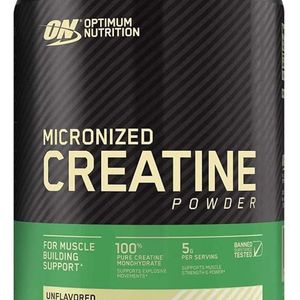 ON OPTIMUM
NUTRITION
MICRONIZED
CREATINE
POWDER
FOR MUSCLE
BUILDING
SUPPORT*
100%
PURE CREATINE
MONOHYDRATE
SUPPORTS EXPLOSIVE
MOVEMENTS*
5G
PER SERVING
SUPPORTS MUSCLE
STRENGTH & POWER*
BANNED
SUBSTANCE
TESTED
UNFLAVORED